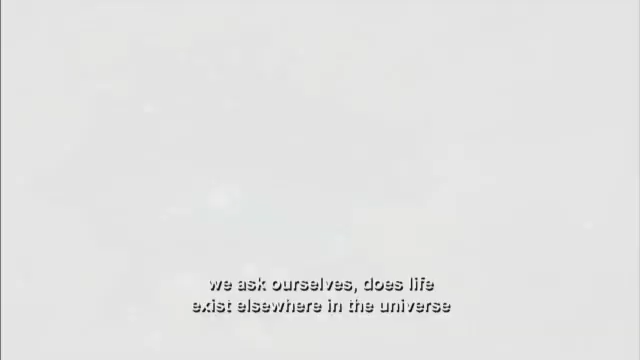 we ask ourselves, does life
exist elsewhere in the universe